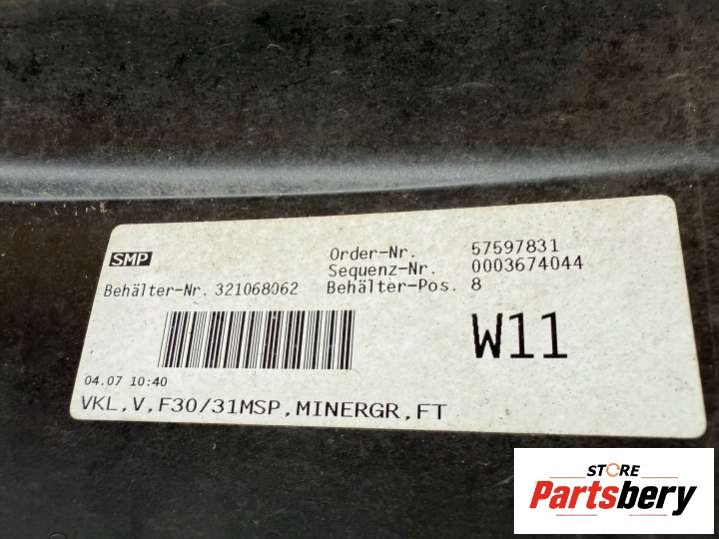 SMP
Order-Nr. 57597831
Sequenz-Nr. 0003674044
Behälter-Nr. 321068062 Behälter-Pos. 8
W11
04.07 10:40
VKL,V,F30/31MSP,MINERGR,FT
STORE
Partsbery